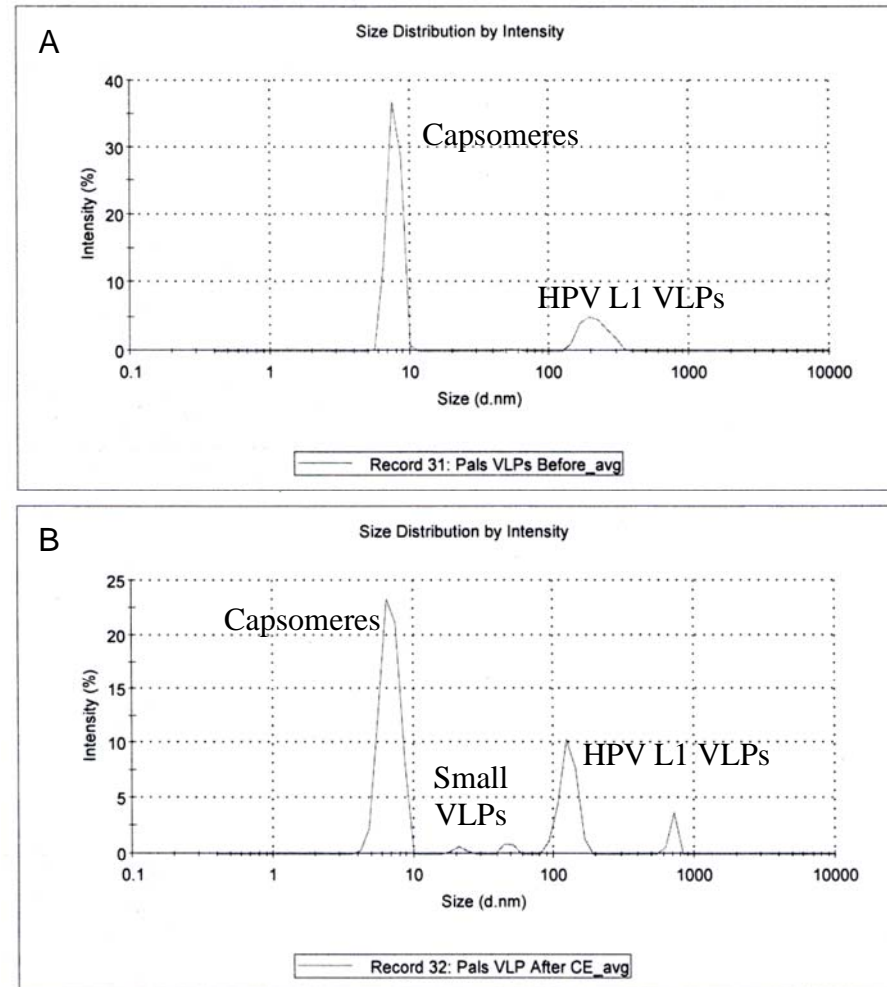 A
Size Distribution by Intensity
40
30
20
10
0
Intensity (%)
Capsomeres
HPV L1 VLPs
0.1 1 10 100 1000 10000
Size (d.nm)
Record 31: Pals VLPs Before_avg
B
Size Distribution by Intensity
25
20
15
10
5
0
Intensity (%)
Capsomeres
Small
VLPs
HPV L1 VLPs
0.1 1 10 100 1000 10000
Size (d.nm)
Record 32: Pals VLP After CE_avg